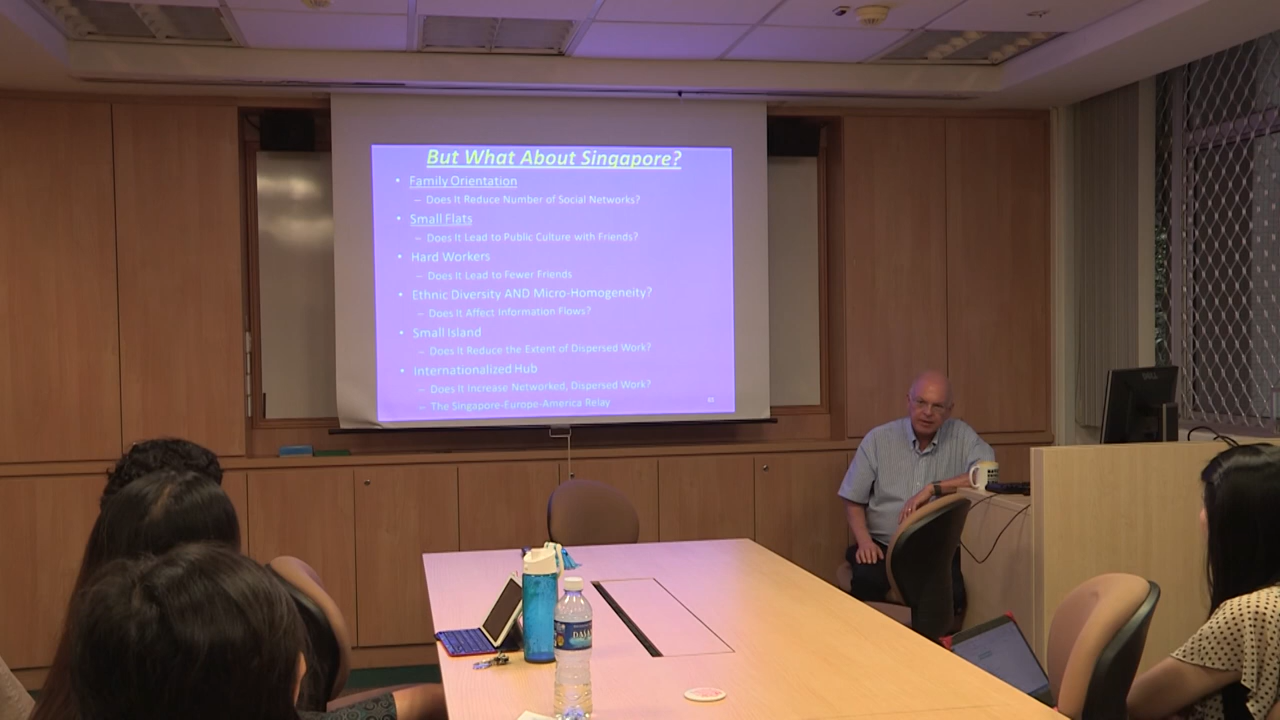 But What About Singapore?
• Family Orientation
– Does It Reduce Number of Social Networks?
• Small Flats
– Does It Lead to Public Culture with Friends?
• Hard Workers
– Does It Lead to Fewer Friends
• Ethnic Diversity AND Micro-Homogeneity?
– Does It Affect Information Flows?
• Small Island
– Does It Reduce the Extent of Dispersed Work?
• Internationalized Hub
– Does It Increase Networked, Dispersed Work?
– The Singapore-Europe-America Relay